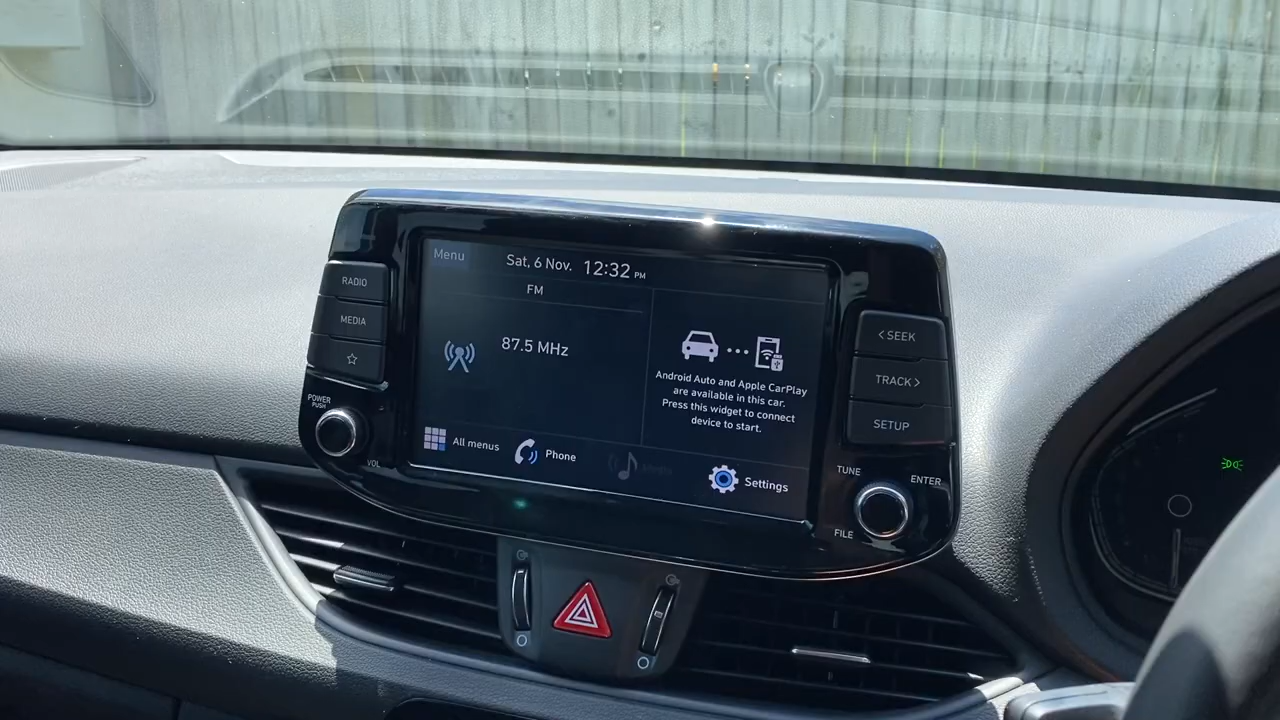 Menu
Sat, 6 Nov. 12:32 PM
FM
87.5 MHz
Android Auto and Apple CarPlay
are available in this car.
Press this widget to connect
device to start.
All menus
Phone
Media
Settings
RADIO
MEDIA
POWER
PUSH
VOL
< SEEK
TRACK >
SETUP
TUNE
ENTER
FILE